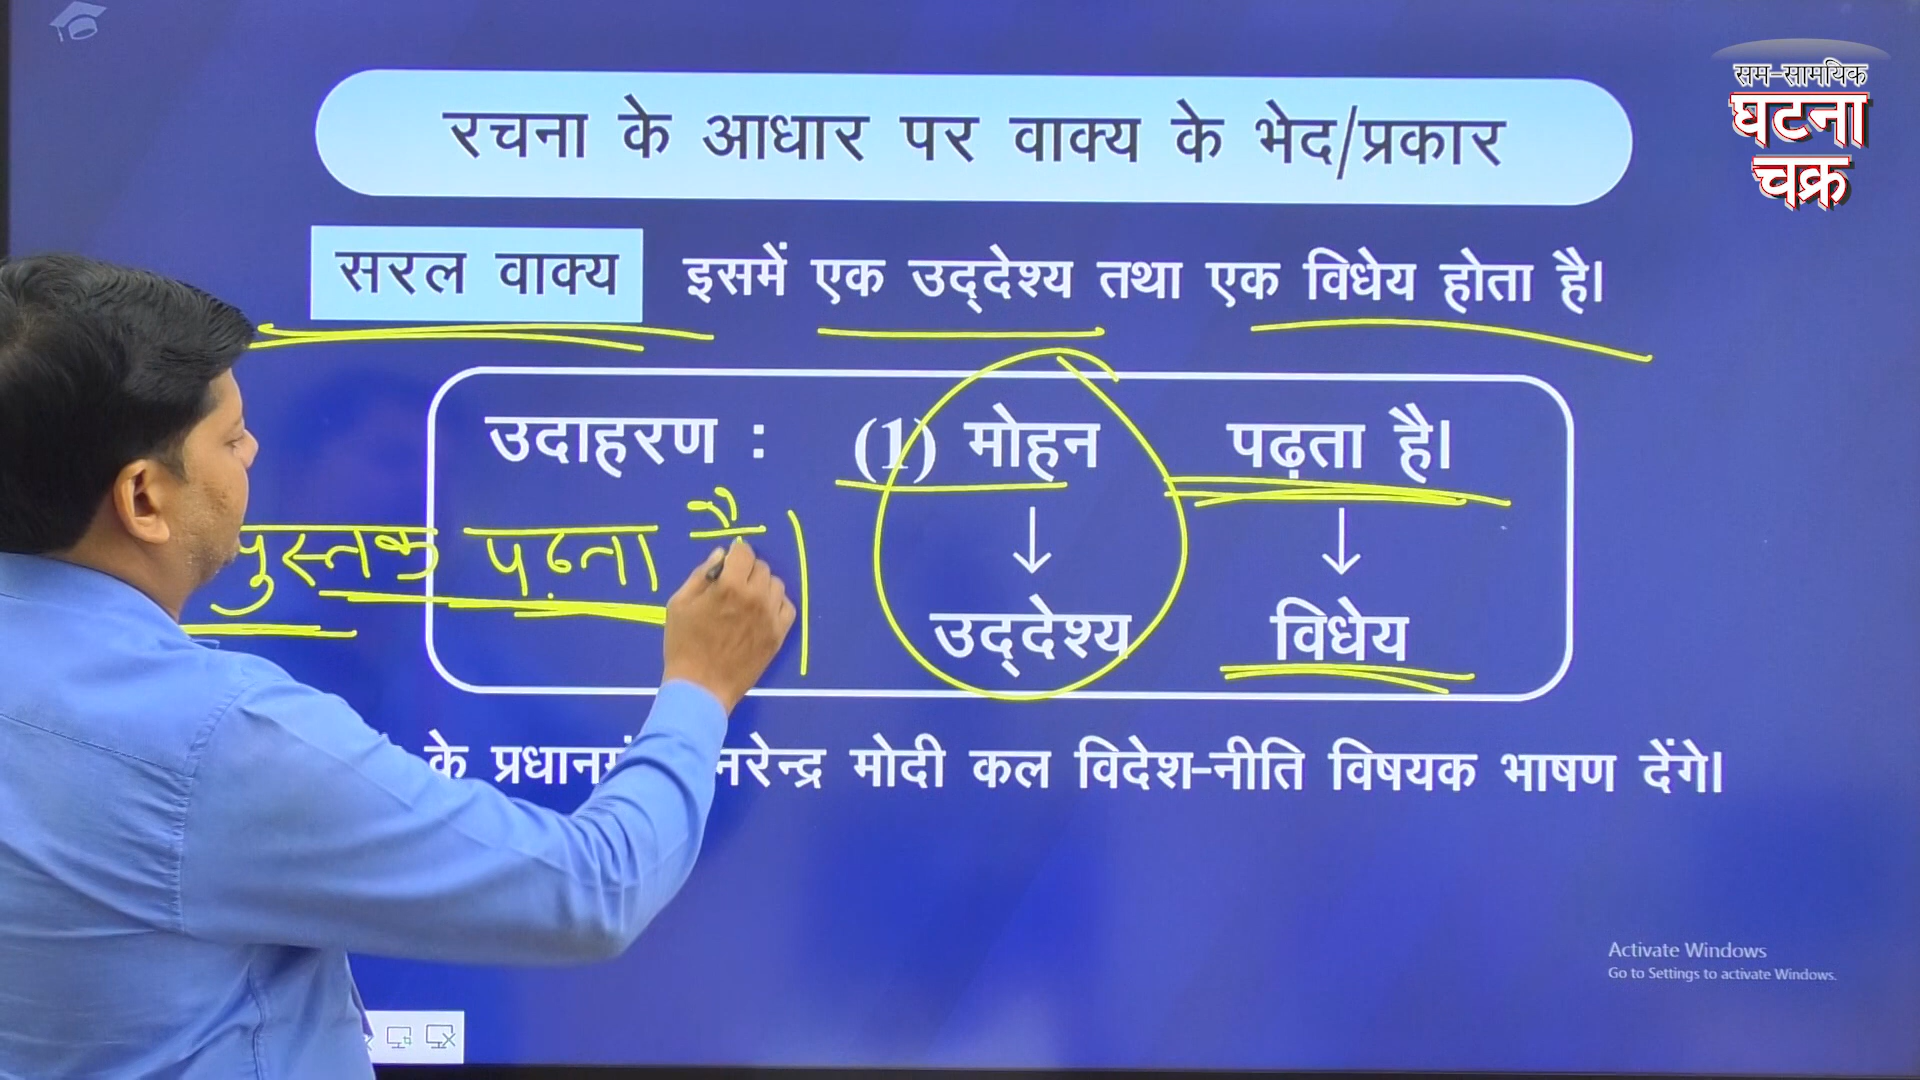 सम-सामयिक
घटना
चक्र
रचना के आधार पर वाक्य के भेद/प्रकार
सरल वाक्य इसमें एक उद्देश्य तथा एक विधेय होता है।
उदाहरण : (1) मोहन पढ़ता है।
पुस्तक पढ़ता है
उद्देश्य विधेय
के नरेन्द्र मोदी कल विदेश-नीति विषयक भाषण देंगे।
Activate Windows
Go to Settings to activate Windows.